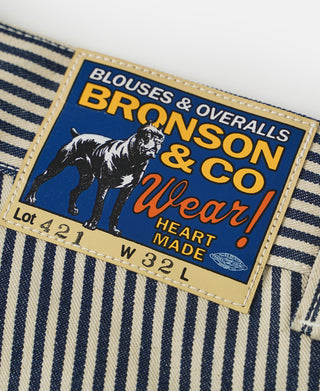 BLOUSES & OVERALLS
BRONSON
& CO
Wear!
HEART
MADE
Lot 421 W 32 L